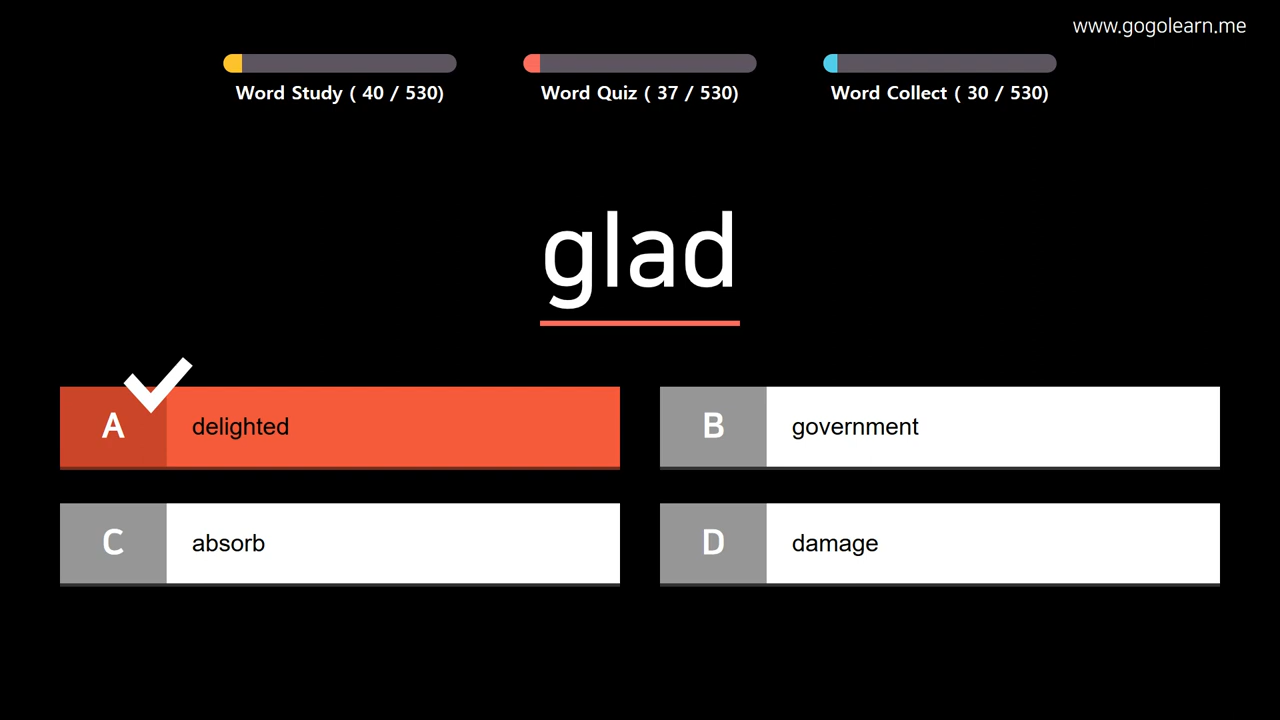 www.gogolearn.me
Word Study ( 40 / 530)
Word Quiz ( 37 / 530)
Word Collect ( 30 / 530)
glad
A delighted
B government
C absorb
D damage